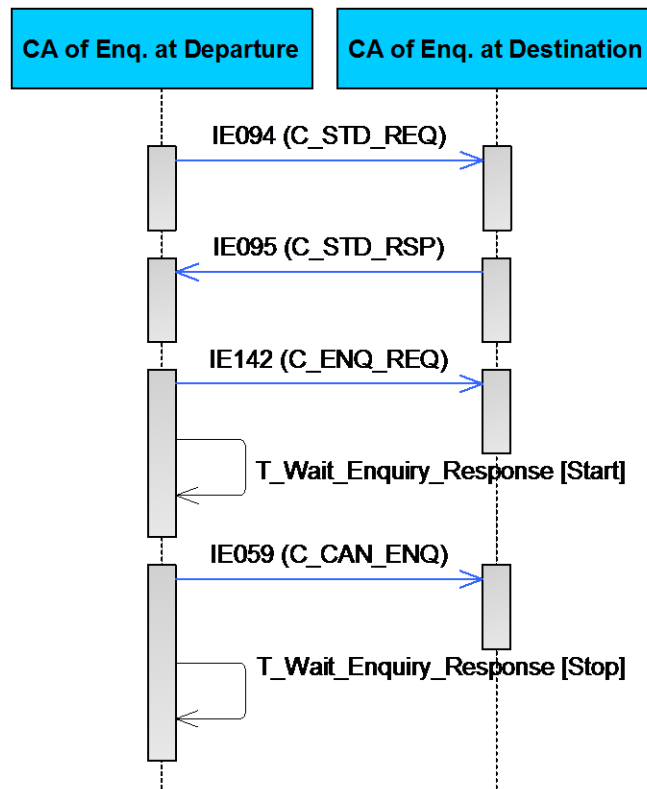 CA of Enq. at Departure
CA of Enq. at Destination
IE094 (C_STD_REQ)
IE095 (C_STD_RSP)
IE142 (C_ENQ_REQ)
T_Wait_Enquiry_Response [Start]
IE059 (C_CAN_ENQ)
T_Wait_Enquiry_Response [Stop]